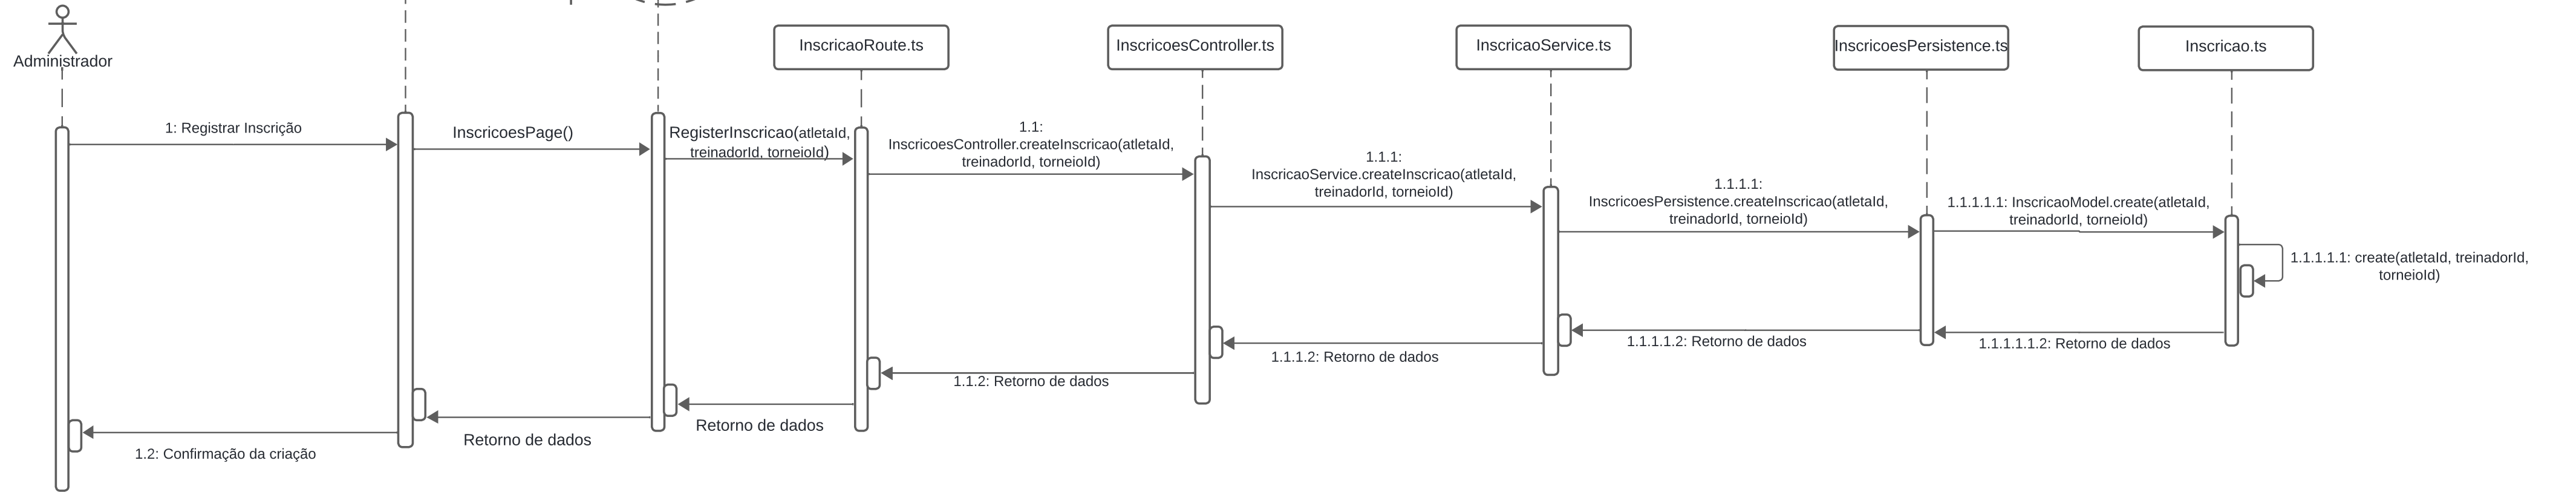 Administrador
InscricaoRoute.ts
InscricoesController.ts
InscricaoService.ts
InscricoesPersistence.ts
Inscricao.ts
1: Registrar Inscrição
InscricoesPage()
RegisterInscricao(atletaId,
treinadorId, torneioId)
1.1:
InscricoesController.createInscricao(atletaId,
treinadorId, torneioId)
1.1.1:
InscricaoService.createInscricao(atletaId,
treinadorId, torneioId)
1.1.1.1:
InscricoesPersistence.createInscricao(atletaId,
treinadorId, torneioId)
1.1.1.1.1: InscricaoModel.create(atletaId,
treinadorId, torneioId)
1.1.1.1.1.1: create(atletaId, treinadorId,
torneioId)
1.1.1.1.1.2: Retorno de dados
1.1.1.1.2: Retorno de dados
1.1.1.2: Retorno de dados
1.1.2: Retorno de dados
Retorno de dados
Retorno de dados
1.2: Confirmação da criação